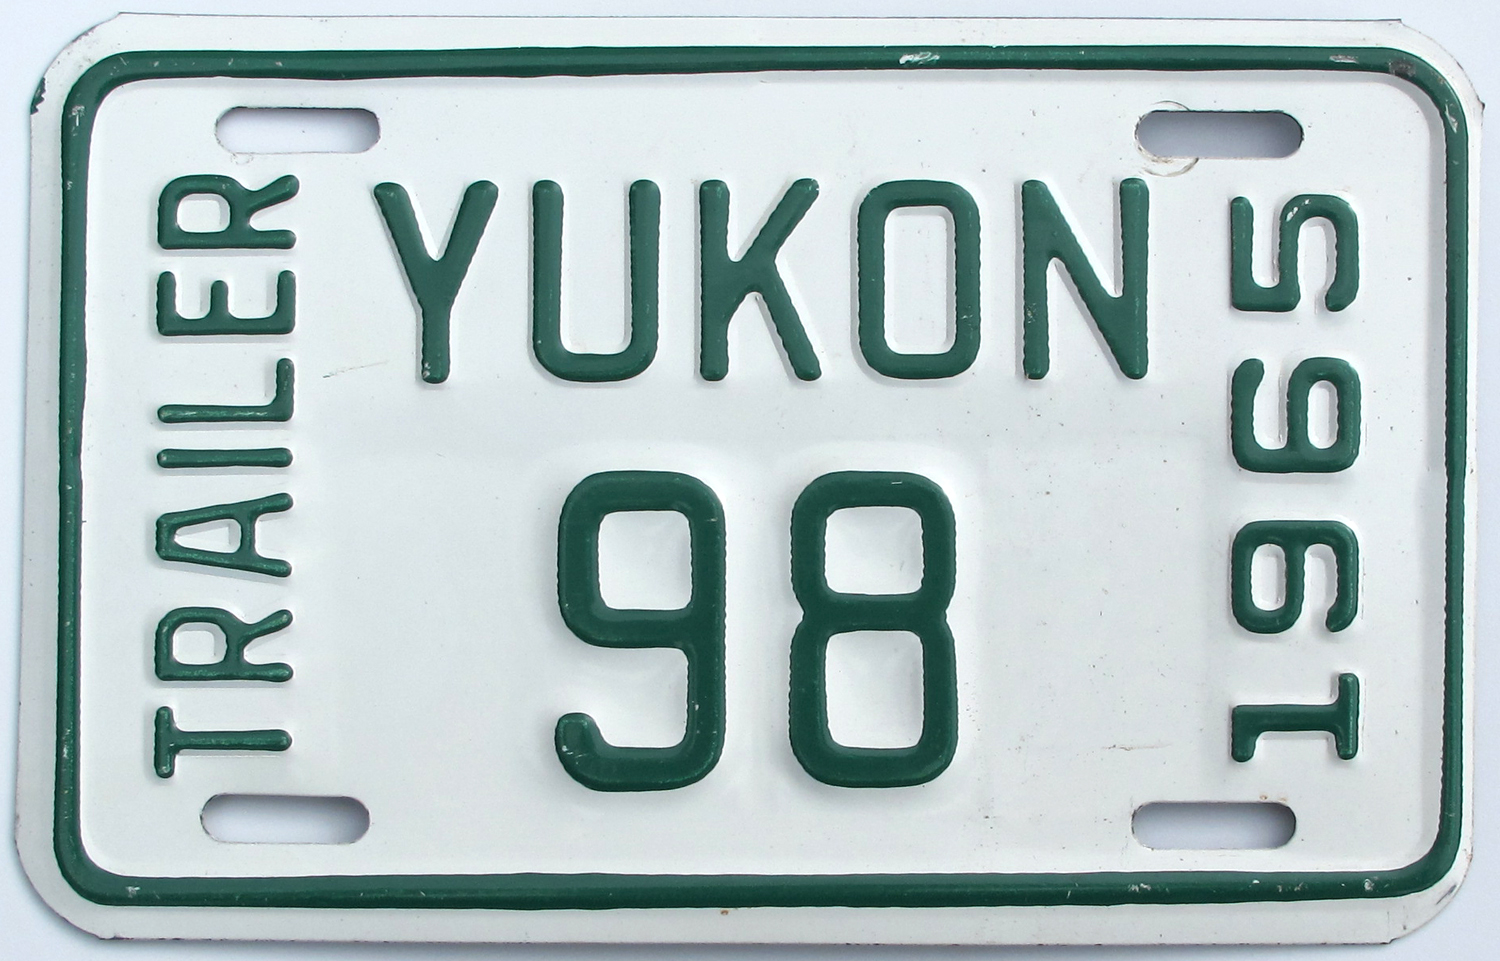 TRAILER
YUKON
98
1965